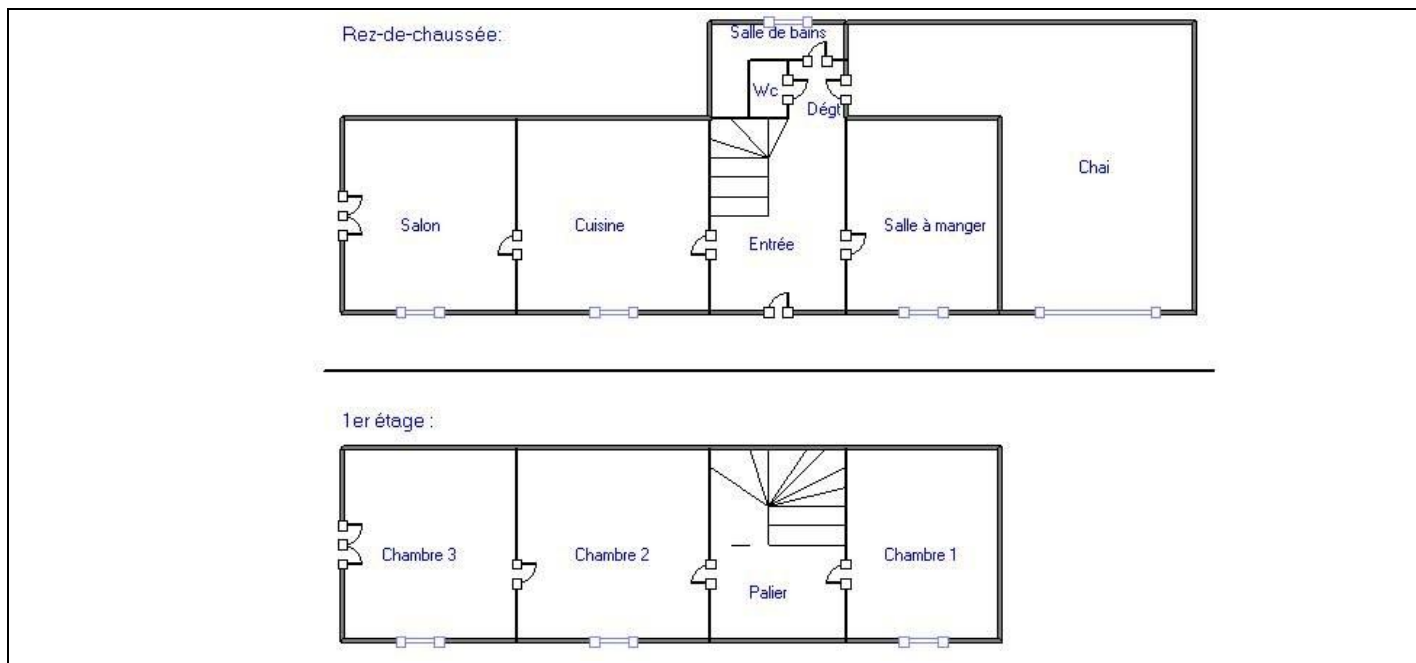 Rez-de-chaussée:
Salle de bains
Wc
Dégt
Chai
Salon
Cuisine
Entrée
Salle à manger
1er étage :
Chambre 3
Chambre 2
Palier
Chambre 1